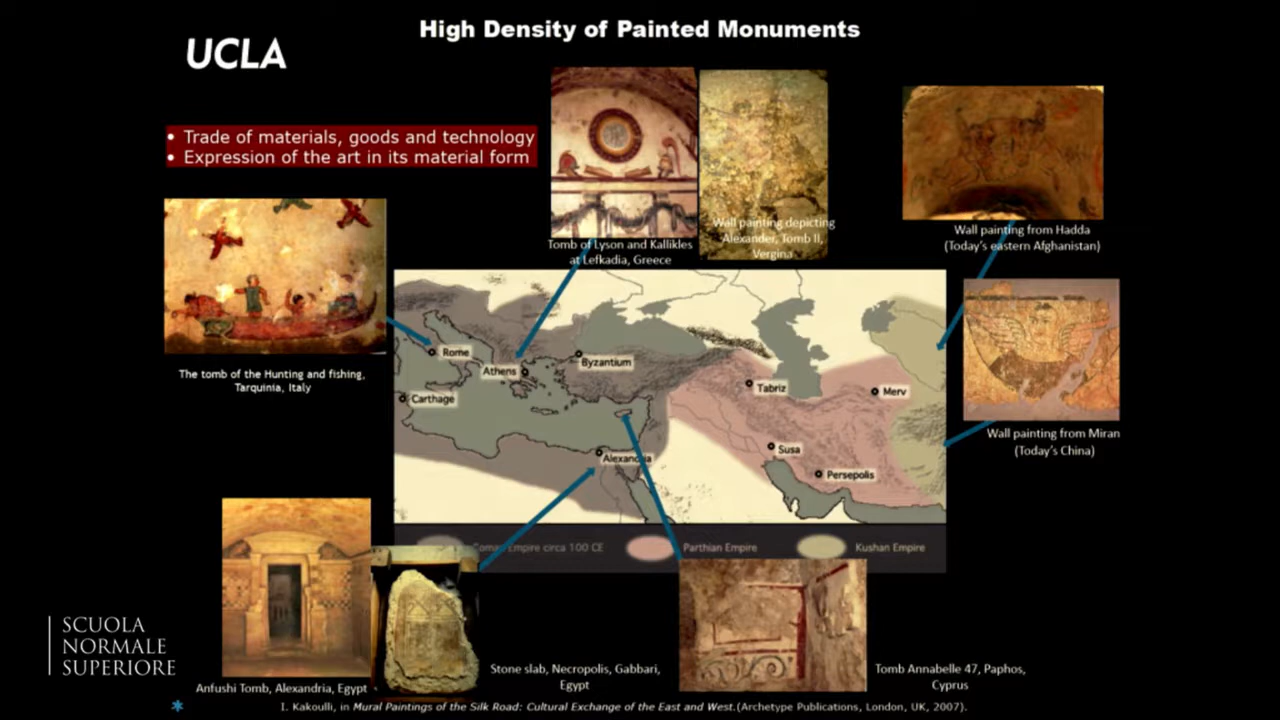 High Density of Painted Monuments
UCLA
• Trade of materials, goods and technology
• Expression of the art in its material form
Tomb of Lyson and Kallikles
at Lefkadia, Greece
Wall painting depicting
Alexander, Tomb II,
Vergina
Wall painting from Hadda
(Today's eastern Afghanistan)
The tomb of the Hunting and fishing,
Tarquinia, Italy
Rome
Athens
Byzantium
Carthage
Tabriz
Merv
Alexandria
Susa
Persepolis
Wall painting from Miran
(Today's China)
Roman Empire circa 100 CE
Parthian Empire
Kushan Empire
SCUOLA
NORMALE
SUPERIORE
Anfushi Tomb, Alexandria, Egypt
Stone slab, Necropolis, Gabbari,
Egypt
Tomb Annabelle 47, Paphos,
Cyprus
* I. Kakoulli, in Mural Paintings of the Silk Road: Cultural Exchange of the East and West.(Archetype Publications, London, UK, 2007).